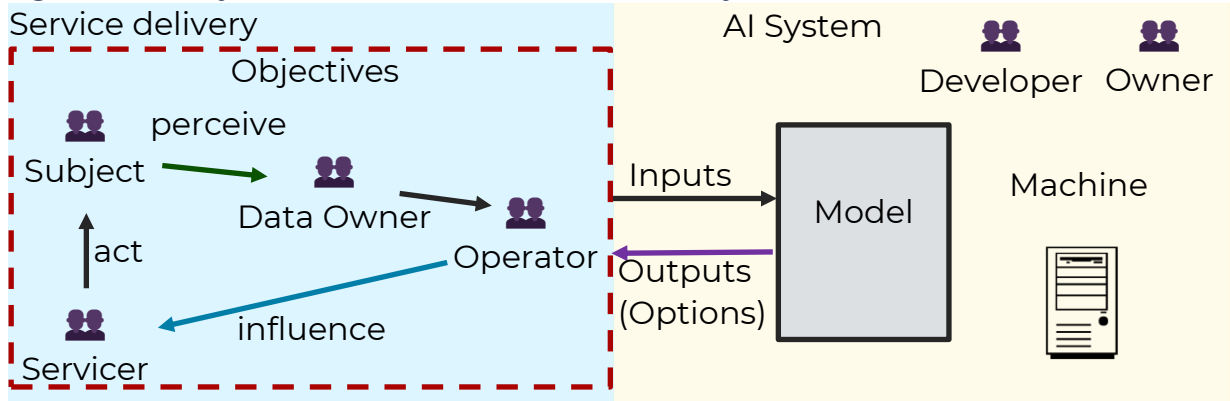 Service delivery
AI System
Objectives
Developer
Owner
perceive
Subject
Data Owner
Operator
Inputs
Model
Machine
act
Outputs
(Options)
influence
Servicer